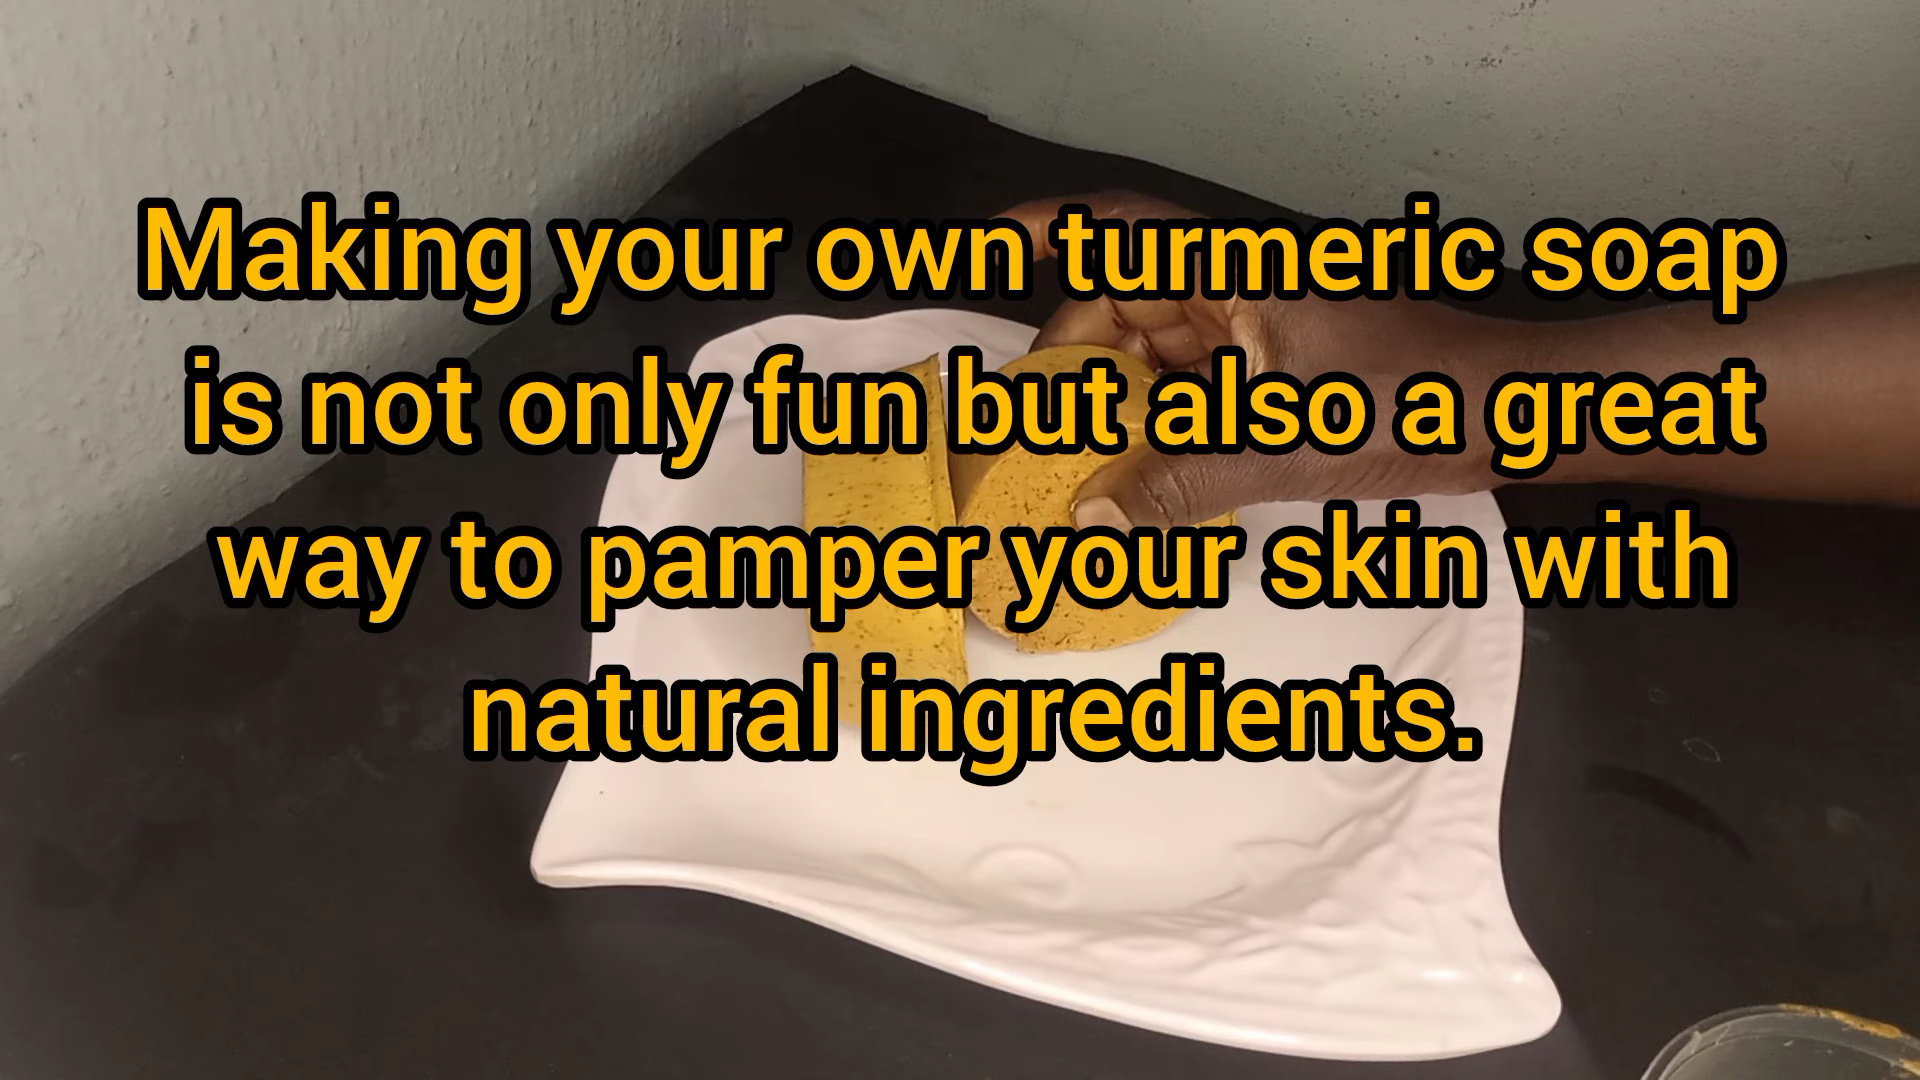 Making your own turmeric soap
is not only fun but also a great
way to pamper your skin with
natural ingredients.